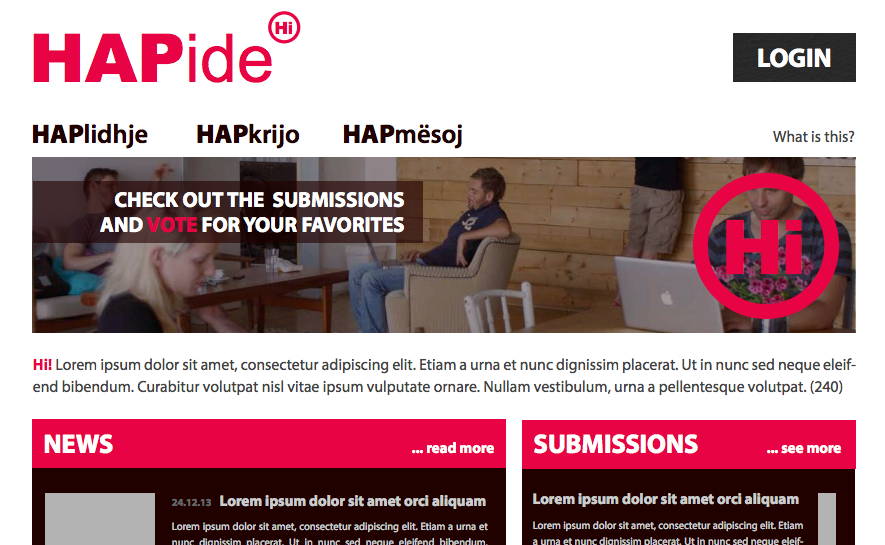 HAPide Hi
LOGIN
HAPlidhje HAPkrijo HAPmësoj
What is this?
CHECK OUT THE SUBMISSIONS
AND VOTE FOR YOUR FAVORITES
Hi
Hi! Lorem ipsum dolor sit amet, consectetur adipiscing elit. Etiam a urna et nunc dignissim placerat. Ut in nunc sed neque eleif-
end bibendum. Curabitur volutpat nisl vitae ipsum vulputate ornare. Nullam vestibulum, urna a pellentesque volutpat. (240)
NEWS ... read more
24.12.13 Lorem ipsum dolor sit amet orci aliquam
Lorem ipsum dolor sit amet, consectetur adipiscing elit. Etiam a urna et
nunc dignissim placerat. Ut in nunc sed neque eleifend bibendum.
SUBMISSIONS ... see more
Lorem ipsum dolor sit amet orci aliquam
Lorem ipsum dolor sit amet, consectetur adipiscing elit. Etiam
a urna et nunc dignissim placerat. Ut in nunc sed neque eleif-